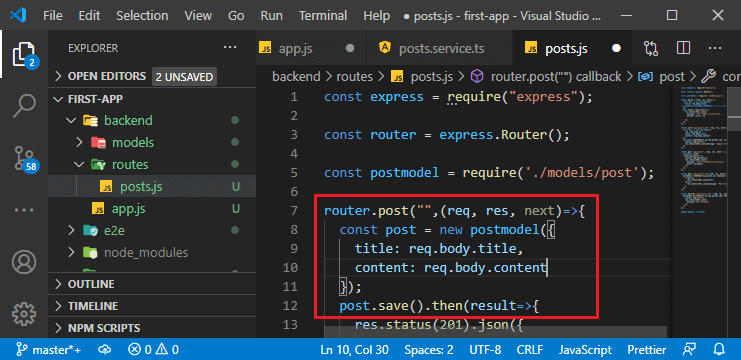 File Edit Selection View Go Run Terminal Help posts.js - first-app - Visual Studio ...
EXPLORER
OPEN EDITORS 2 UNSAVED
FIRST-APP
backend
models
routes
JS posts.js U
JS app.js U
e2e
node_modules
OUTLINE
TIMELINE
NPM SCRIPTS
2
58
JS app.js
posts.service.ts
JS posts.js
backend > routes > JS posts.js > router.post("") callback > post > con
1 const express = require("express");
2
3 const router = express.Router();
4
5 const postmodel = require('./models/post');
6
7 router.post("",(req, res, next)=>{
8 const post = new postmodel({
9 title: req.body.title,
10 content: req.body.content
11 });
12 post.save().then(result=>{
13 res.status(201).json({
master*+ 0 0 Ln 10, Col 30 Spaces: 2 UTF-8 CRLF JavaScript Prettier